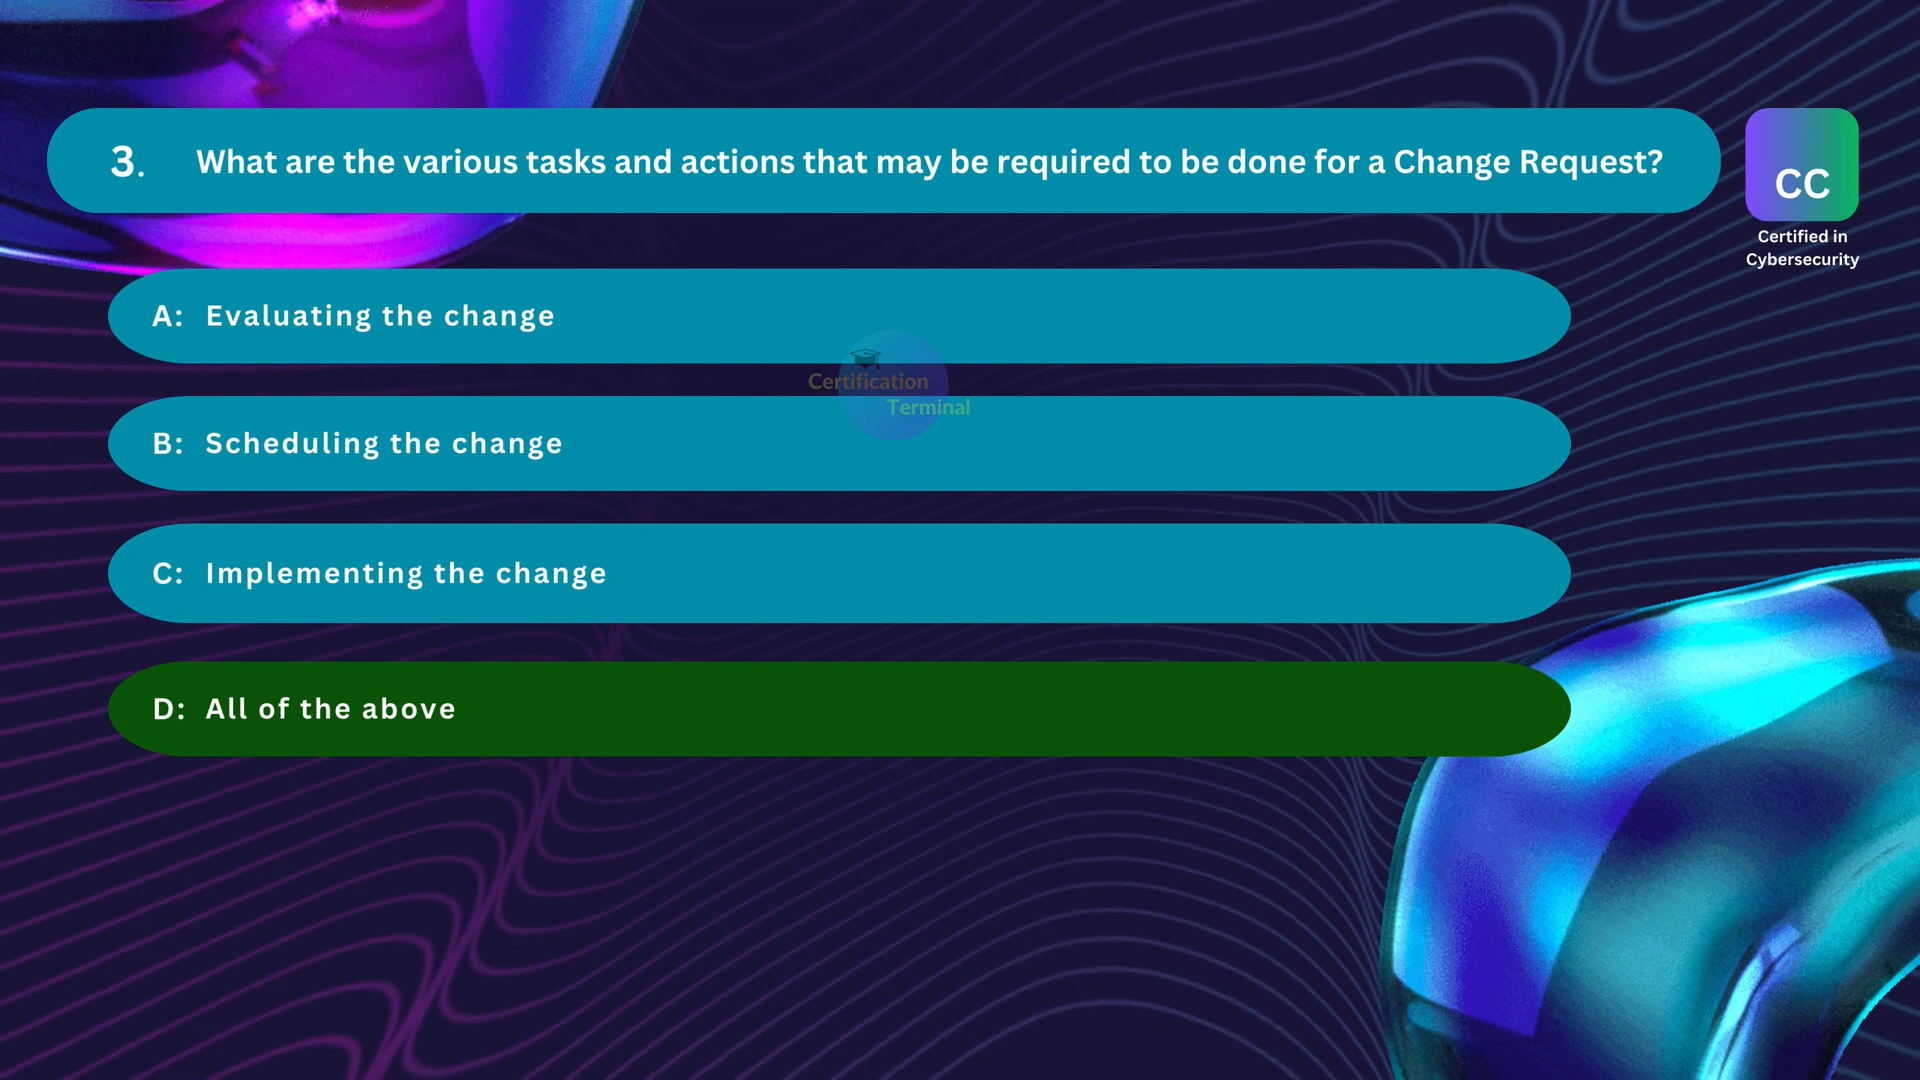 3. What are the various tasks and actions that may be required to be done for a Change Request?
CC
Certified in
Cybersecurity
A: Evaluating the change
Certification
Terminal
B: Scheduling the change
C: Implementing the change
D: All of the above